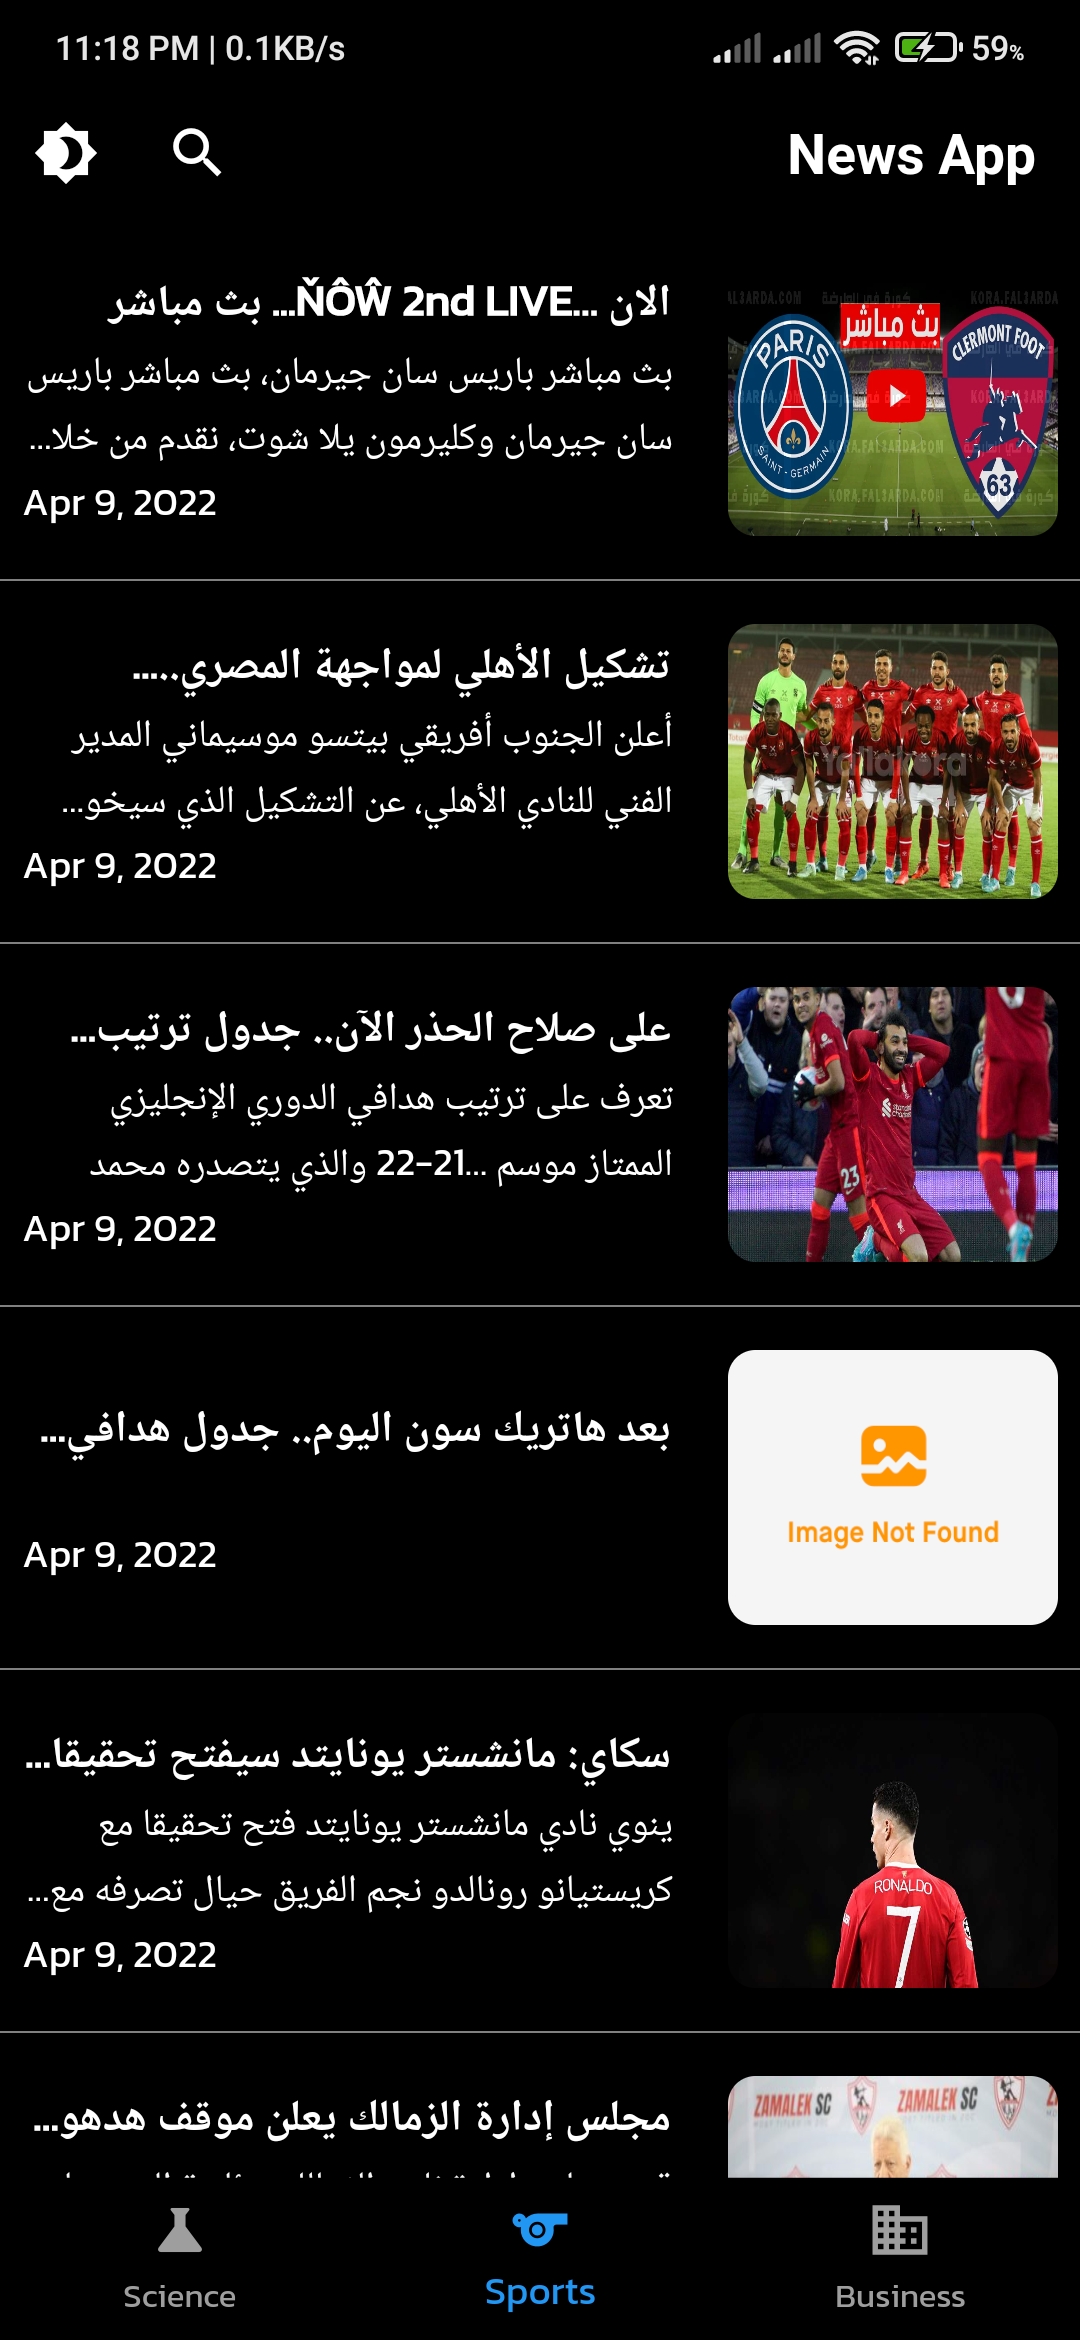 11:18 PM | 0.1KB/s
59%
News App
الان ...ŇÔŴ 2nd LIVE... بث مباشر
بث مباشر باريس سان جيرمان، بث مباشر باريس
سان جيرمان وكليرمون يلا شوت، نقدم من خلا...
Apr 9, 2022
بث مباشر
PARIS
SAINT-GERMAIN
CLERMONT FOOT
63
KORA.FAL3ARDA.COM
تشكيل الأهلي لمواجهة المصري.....
أعلن الجنوب أفريقي بيتسو موسيماني المدير
الفني للنادي الأهلي، عن التشكيل الذي سيخو...
Apr 9, 2022
على صلاح الحذر الآن.. جدول ترتيب...
تعرف على ترتيب هدافي الدوري الإنجليزي
الممتاز موسم ...21-22 والذي يتصدره محمد
Apr 9, 2022
23
بعد هاتريك سون اليوم.. جدول هدافي...
Apr 9, 2022
Image Not Found
سكاي: مانشستر يونايتد سيفتح تحقيقا...
ينوي نادي مانشستر يونايتد فتح تحقيقا مع
كريستيانو رونالدو نجم الفريق حيال تصرفه مع...
Apr 9, 2022
RONALDO
7
مجلس إدارة الزمالك يعلن موقف هدهو...
ZAMALEK SC
ZAMALEK SC
Science
Sports
Business